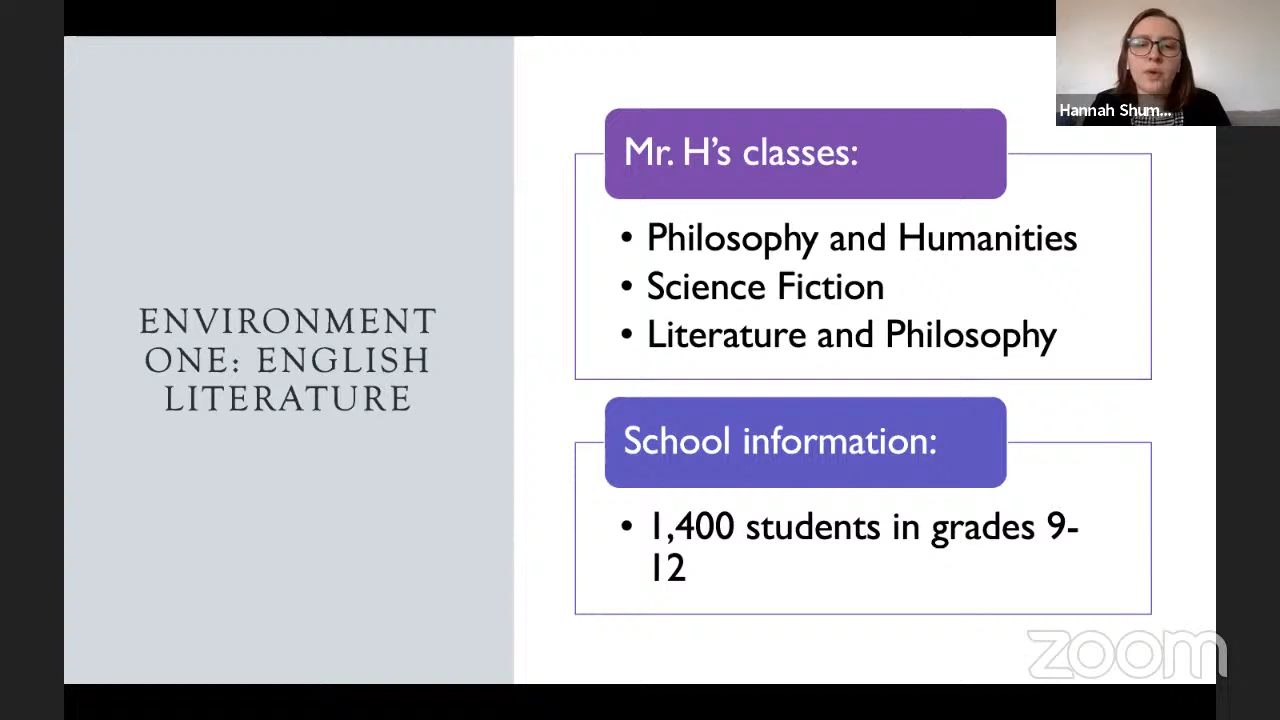 Hannah Shum...
Mr. H's classes:
• Philosophy and Humanities
• Science Fiction
• Literature and Philosophy
ENVIRONMENT
ONE: ENGLISH
LITERATURE
School information:
• 1,400 students in grades 9-
12
zoom